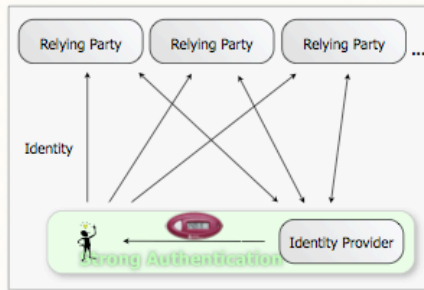 Relying Party
Relying Party
Relying Party
...
Identity
Identity Provider
Strong Authentication